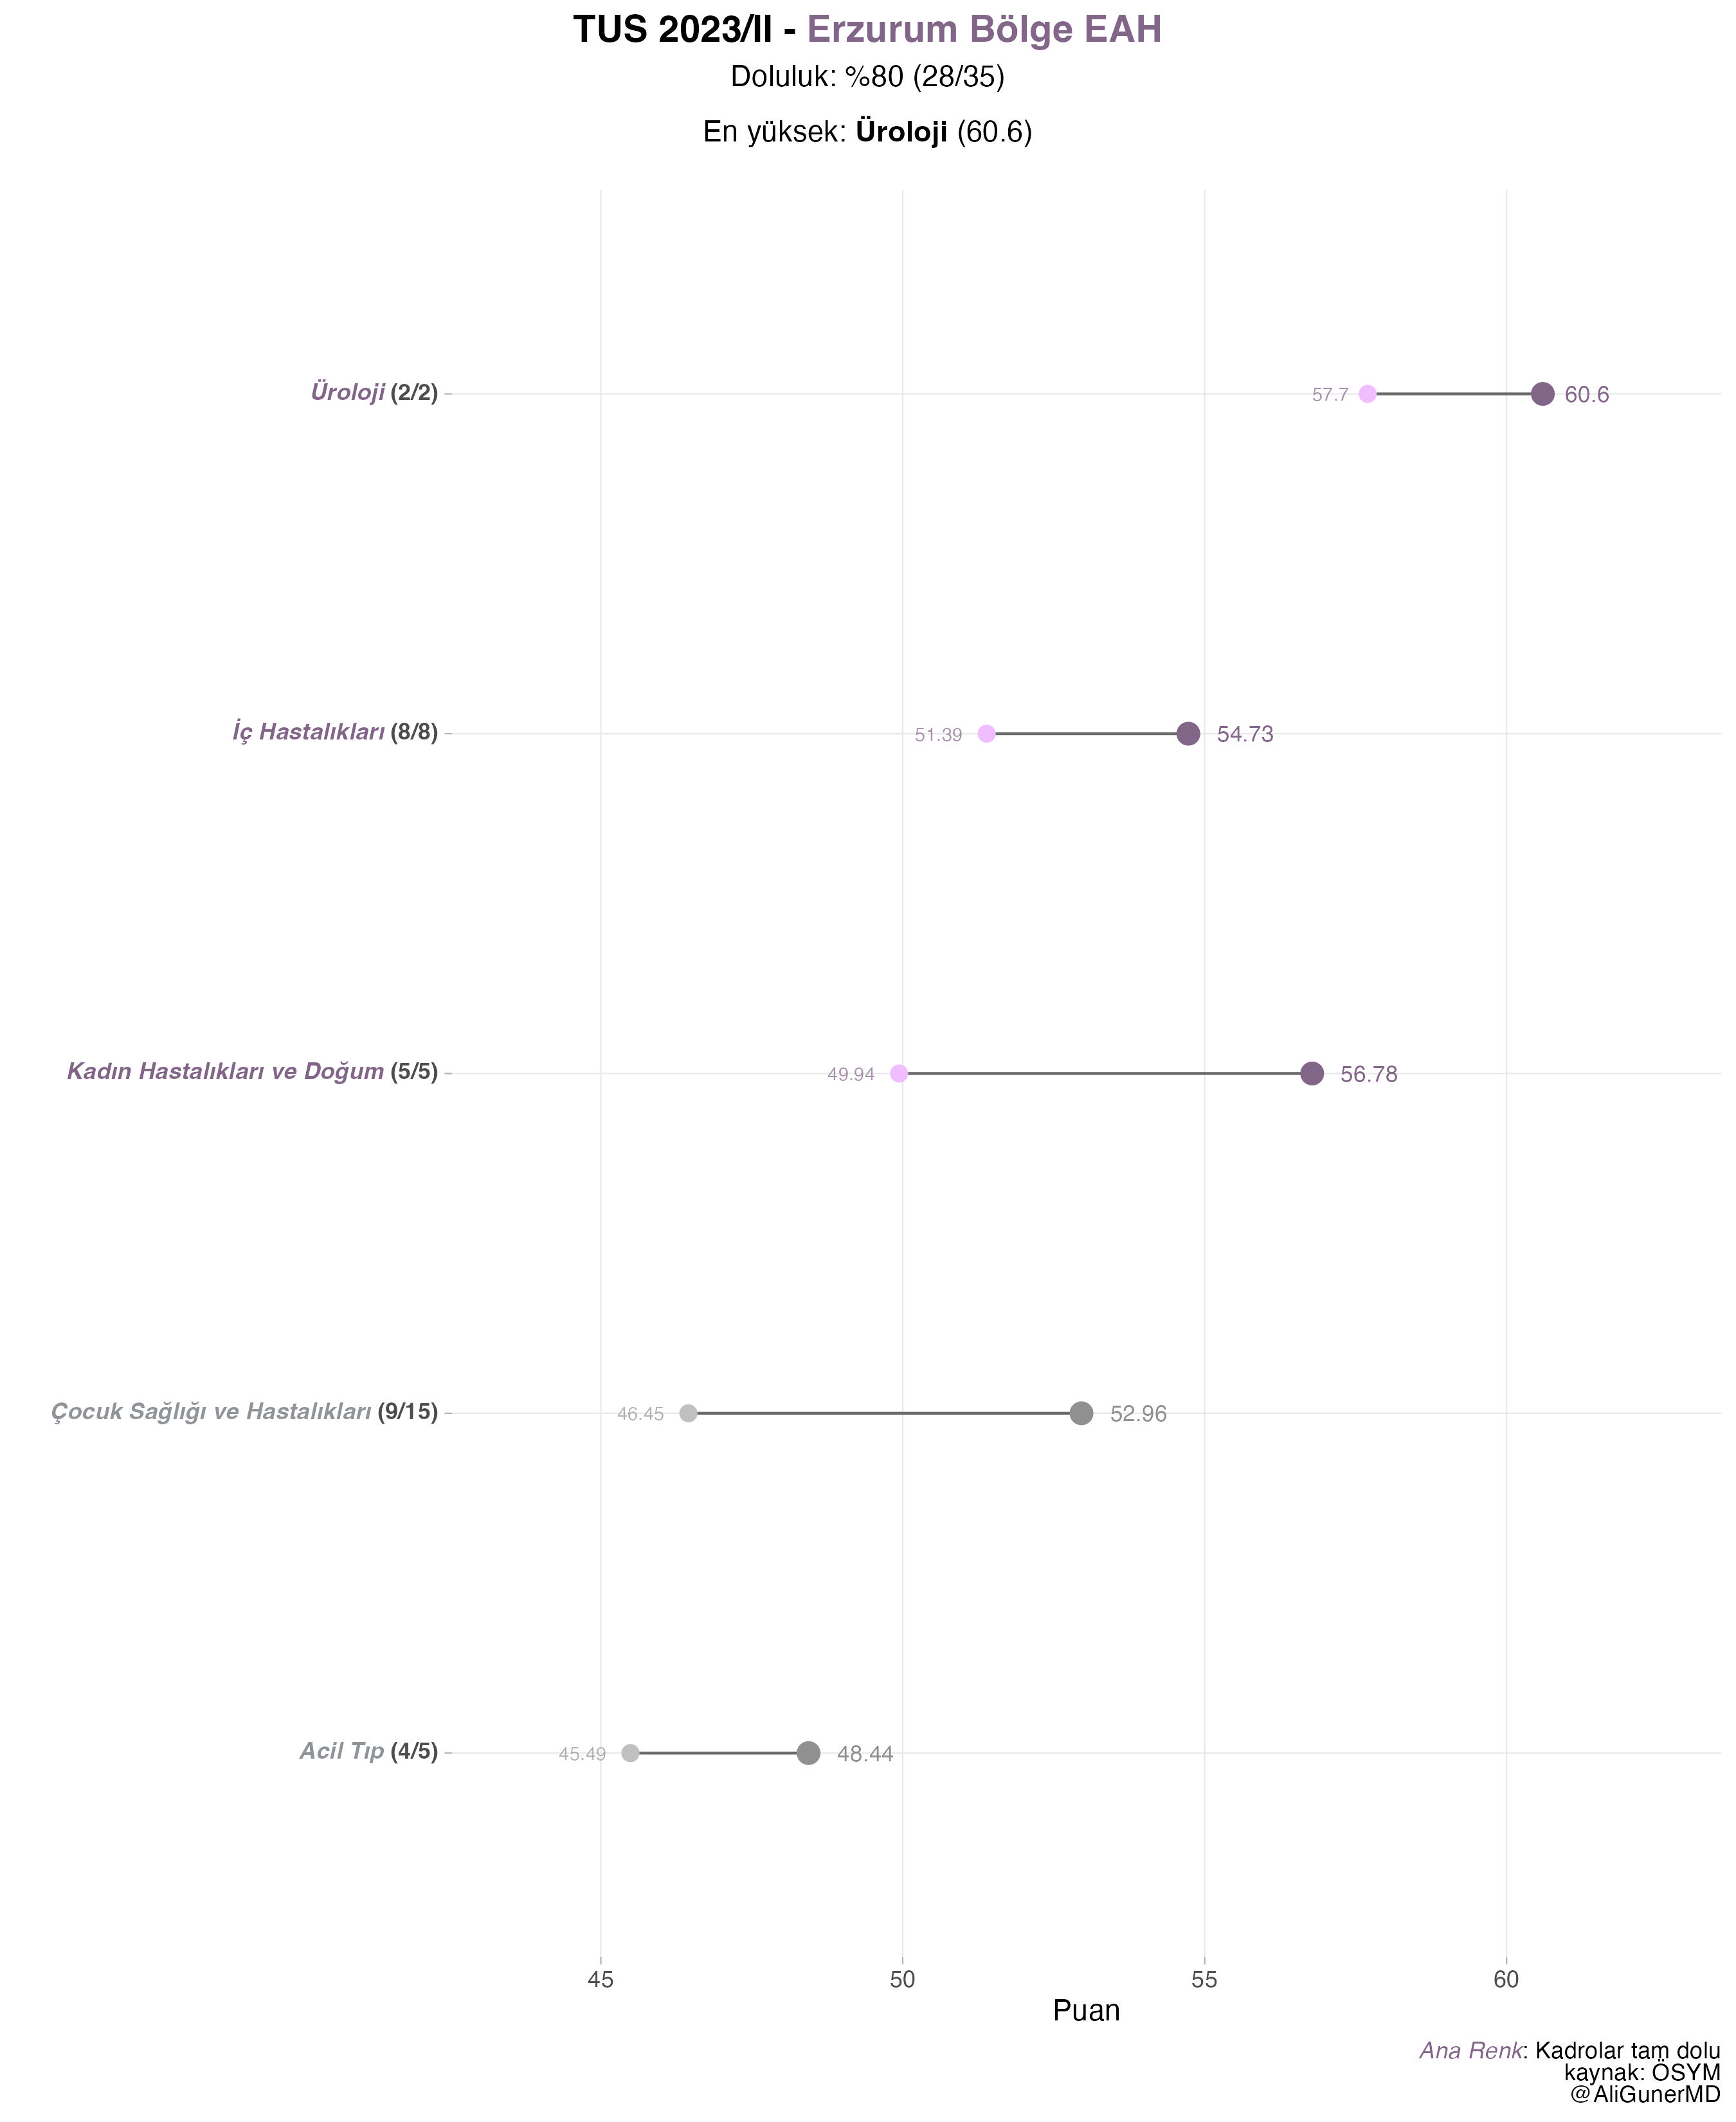 TUS 2023/II - Erzurum Bölge EAH
Doluluk: %80 (28/35)
En yüksek: Üroloji (60.6)
Üroloji (2/2)
57.7
60.6
İç Hastalıkları (8/8)
51.39
54.73
Kadın Hastalıkları ve Doğum (5/5)
49.94
56.78
Çocuk Sağlığı ve Hastalıkları (9/15)
46.45
52.96
Acil Tıp (4/5)
45.49
48.44
45
50
55
60
Puan
Ana Renk: Kadrolar tam dolu
kaynak: ÖSYM
@AliGunerMD